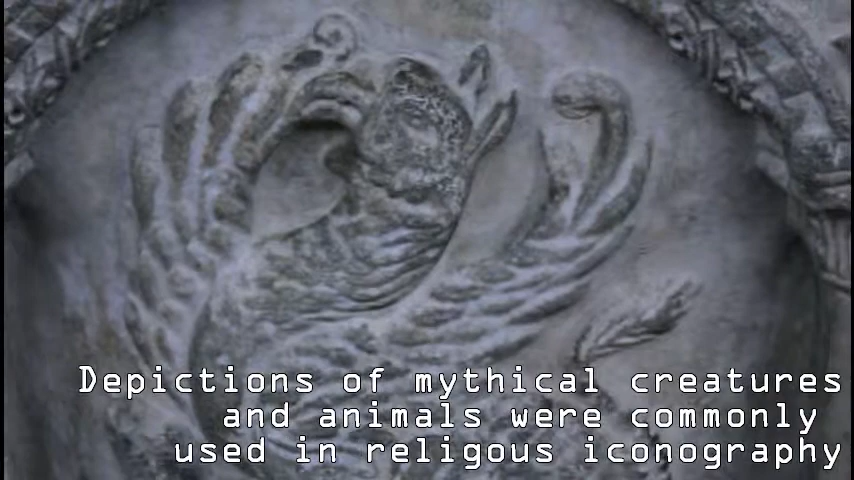 Depictions of mythical creatures
and animals were commonly
used in religous iconography